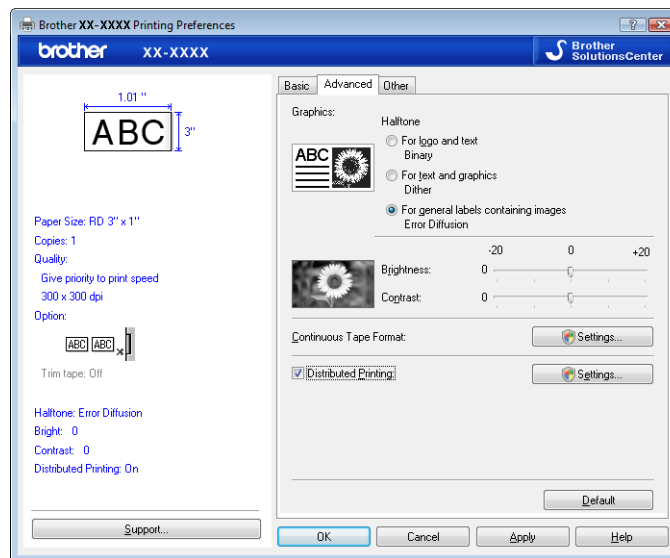 Brother XX-XXXX Printing Preferences
brother XX-XXXX
Brother
SolutionsCenter
1.01 "
ABC
3"
Paper Size: RD 3" x 1"
Copies: 1
Quality:
Give priority to print speed
300 x 300 dpi
Option:
ABC ABC
Trim tape: Off
Halftone: Error Diffusion
Bright: 0
Contrast: 0
Distributed Printing: On
Support...
Basic Advanced Other
Graphics:
ABC
Halftone
For logo and text
Binary
For text and graphics
Dither
For general labels containing images
Error Diffusion
-20 0 +20
Brightness: 0
Contrast: 0
Continuous Tape Format: Settings...
Distributed Printing: Settings...
Default
OK Cancel Apply Help